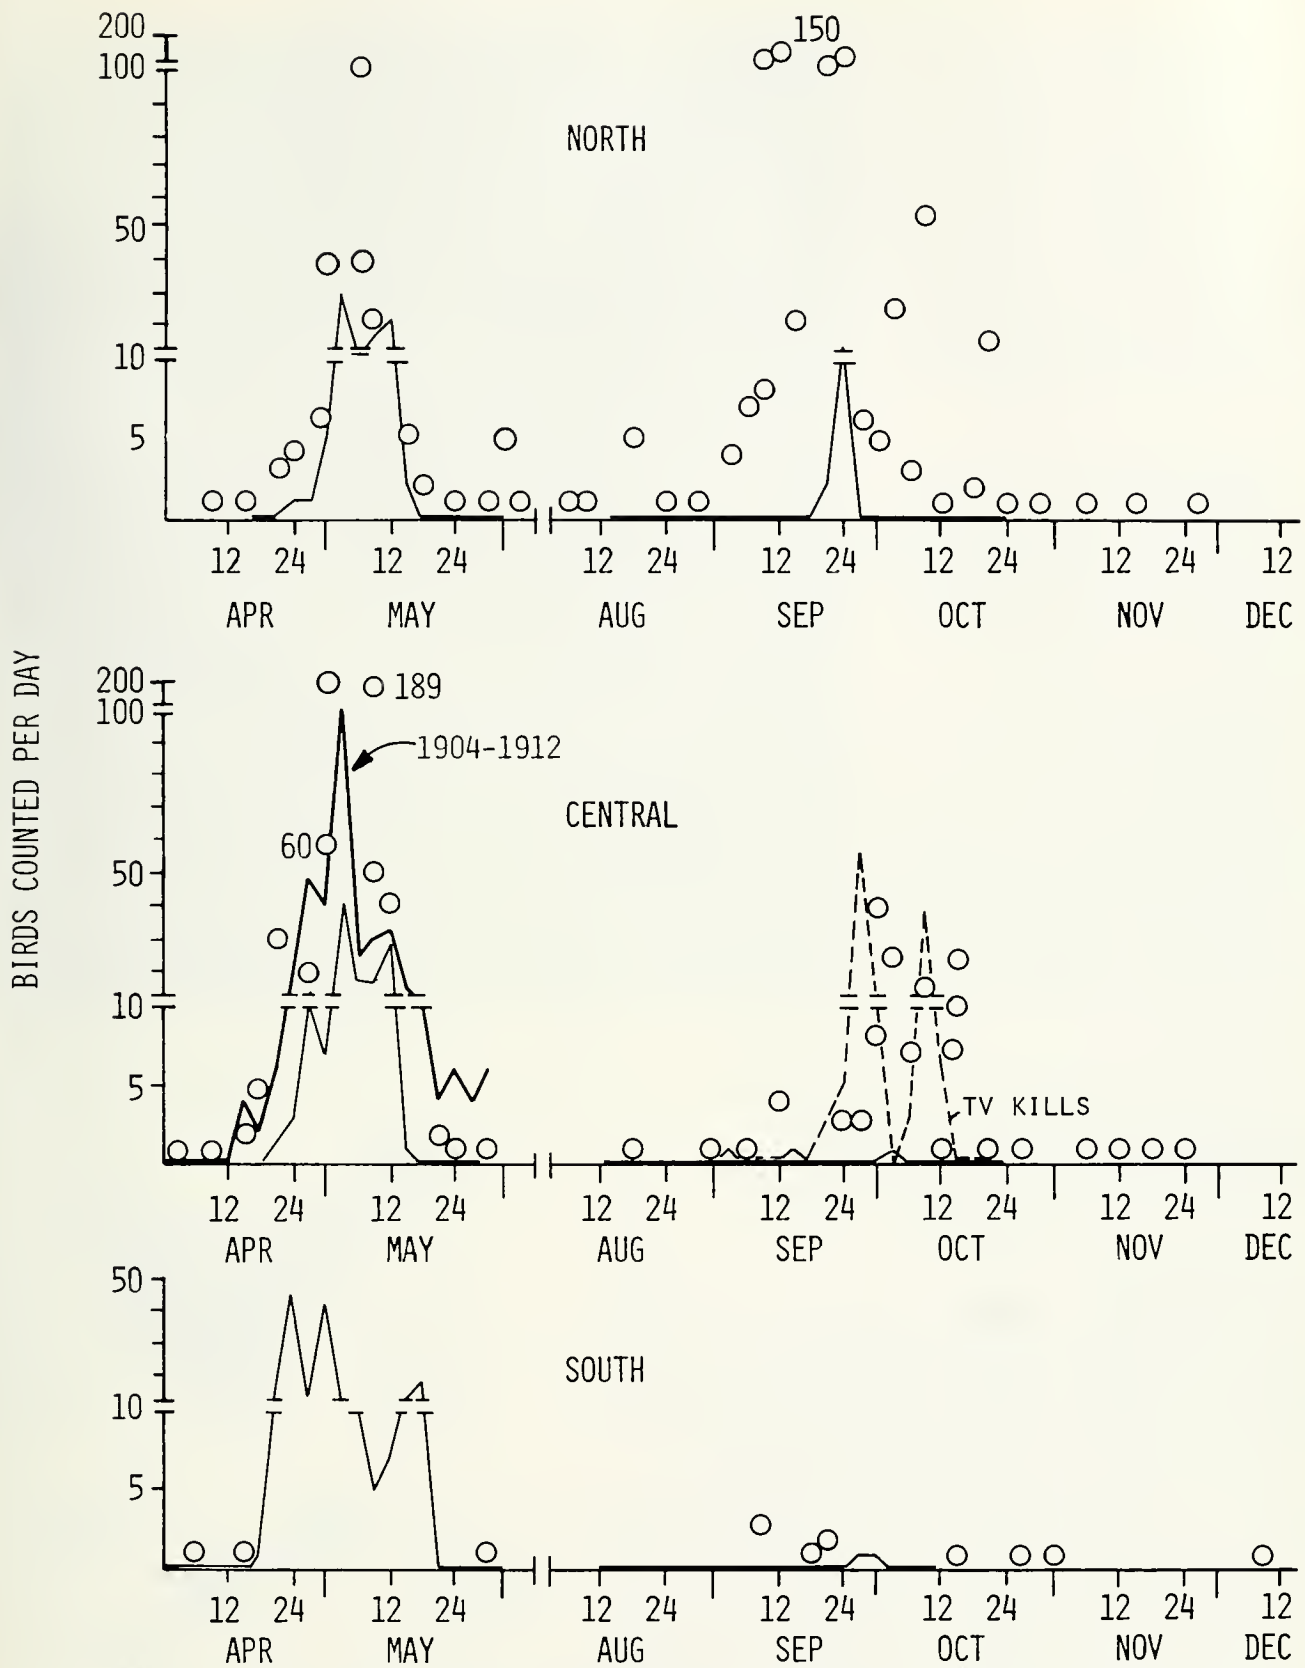 BIRDS COUNTED PER DAY
200
150
100
NORTH
50
10
5
12 24 12 24 12 24 12 24 12 24 12 24 12
APR MAY AUG SEP OCT NOV DEC
200
189
100
1904-1912
CENTRAL
60
50
10
5
TV KILLS
12 24 12 24 12 24 12 24 12 24 12 24 12
APR MAY AUG SEP OCT NOV DEC
50
SOUTH
10
5
12 24 12 24 12 24 12 24 12 24 12 24 12
APR MAY AUG SEP OCT NOV DEC